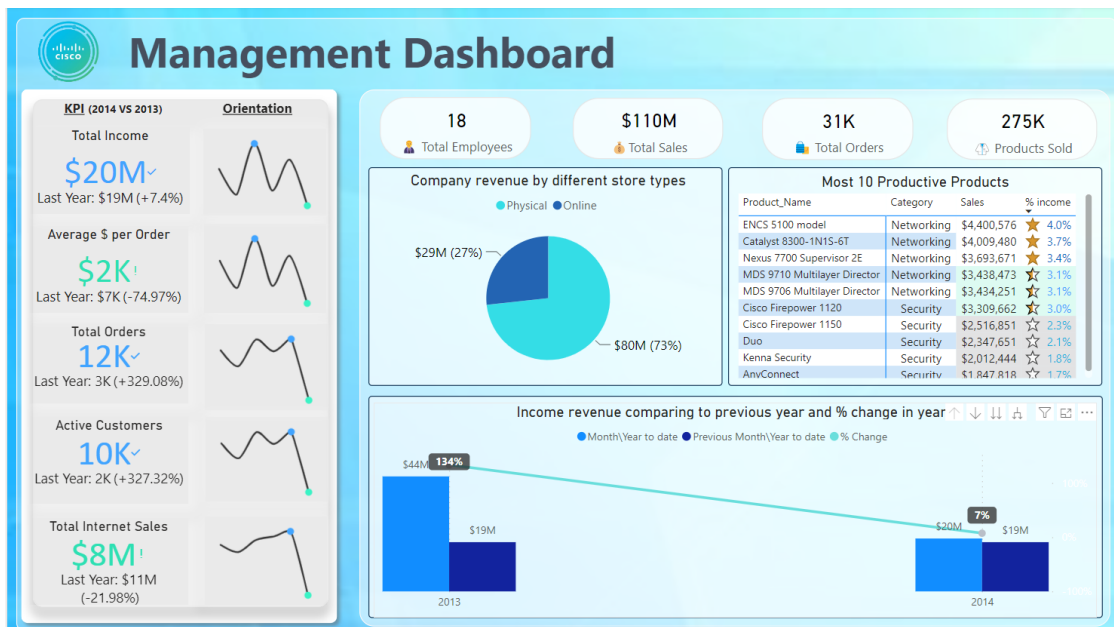 CISCO
Management Dashboard
KPI (2014 VS 2013) Orientation
Total Income
$20M
Last Year: $19M (+7.4%)
Average $ per Order
$2K!
Last Year: $7K (-74.97%)
Total Orders
12K
Last Year: 3K (+329.08%)
Active Customers
10K
Last Year: 2K (+327.32%)
Total Internet Sales
$8M!
Last Year: $11M
(-21.98%)
18
Total Employees
$110M
Total Sales
31K
Total Orders
275K
Products Sold
Company revenue by different store types
Physical Online
$29M (27%)
$80M (73%)
Most 10 Productive Products
Product_Name Category Sales % income
ENCS 5100 model Networking $4,400,576 4.0%
Catalyst 8300-1N1S-6T Networking $4,009,480 3.7%
Nexus 7700 Supervisor 2E Networking $3,693,671 3.4%
MDS 9710 Multilayer Director Networking $3,438,473 3.1%
MDS 9706 Multilayer Director Networking $3,434,251 3.1%
Cisco Firepower 1120 Security $3,309,662 3.0%
Cisco Firepower 1150 Security $2,516,851 2.3%
Duo Security $2,347,651 2.1%
Kenna Security Security $2,012,444 1.8%
AnyConnect Security $1,847,818 1.7%
Income revenue comparing to previous year and % change in year
Month\Year to date Previous Month\Year to date % Change
$44M 134%
$19M
7%
$20M $19M
100%
0%
-100%
2013 2014